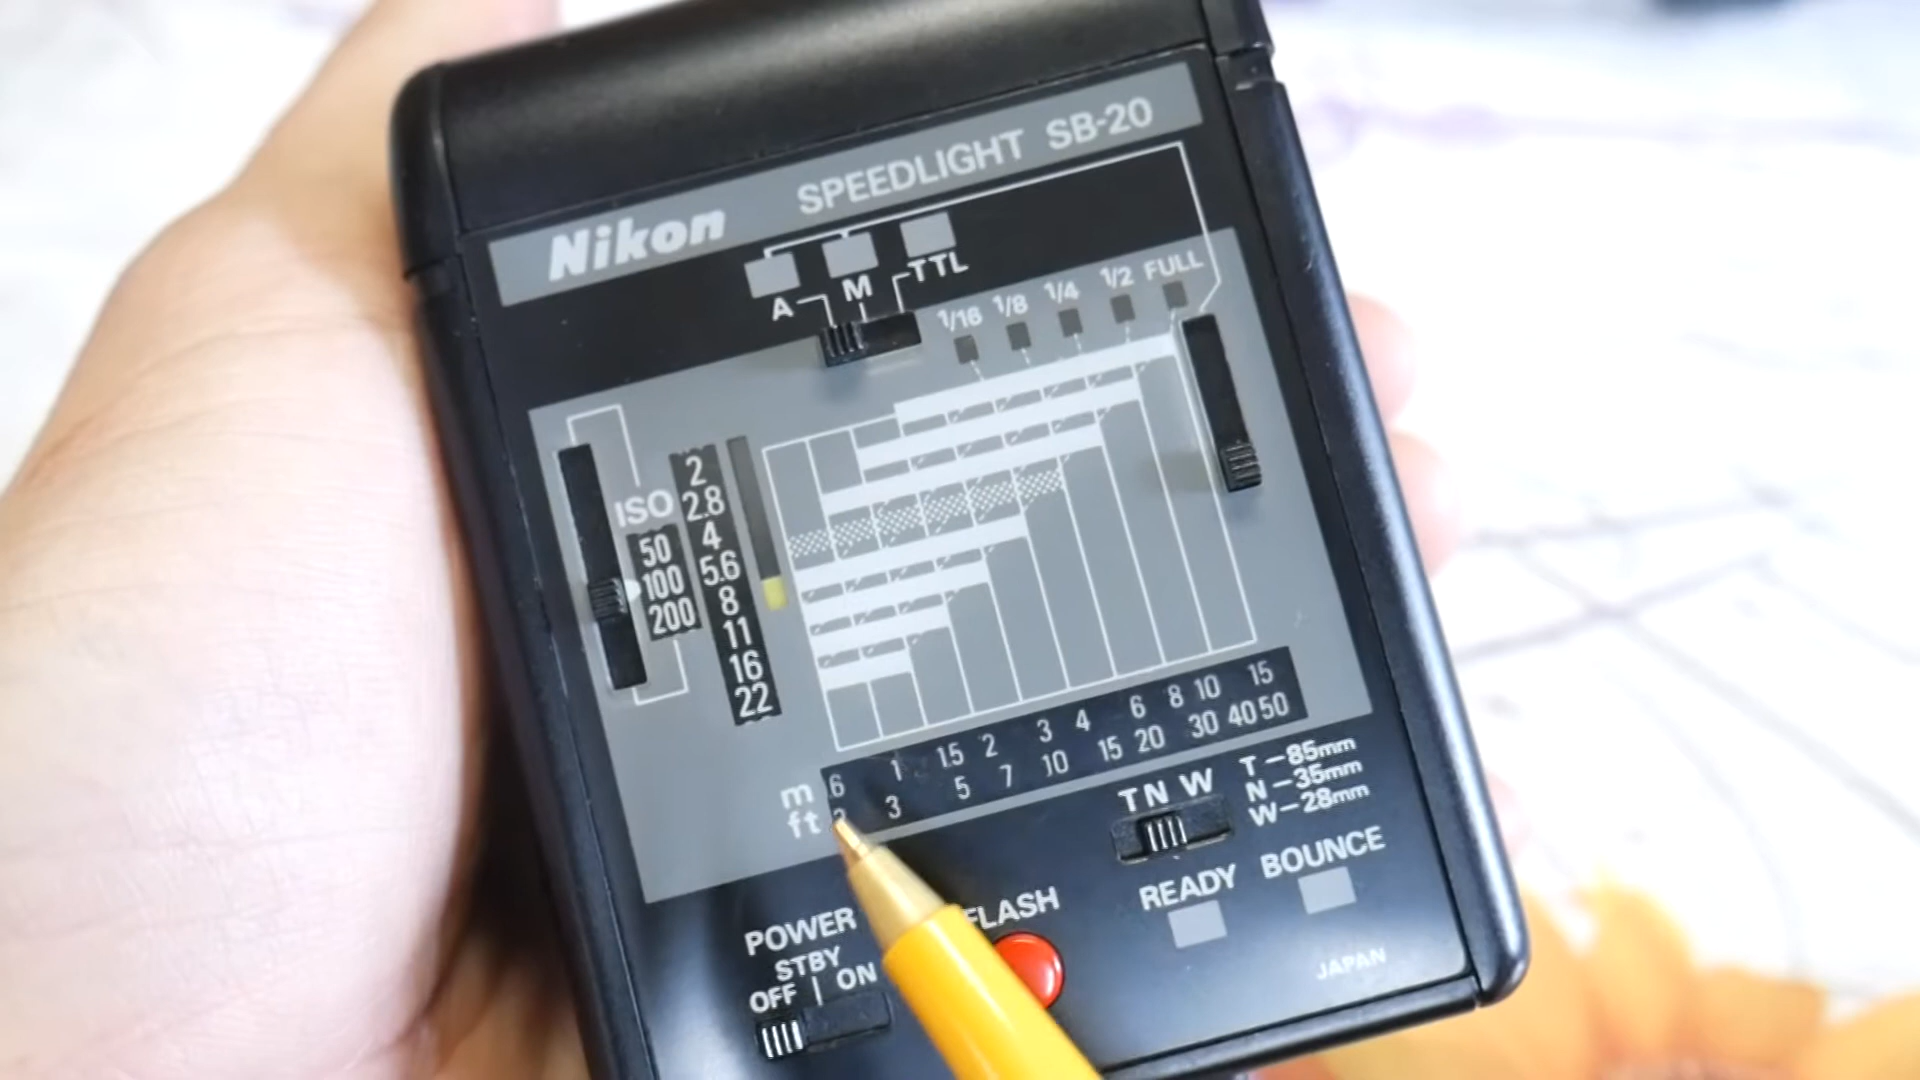 Nikon SPEEDLIGHT SB-20
A M TTL
1/16 1/8 1/4 1/2 FULL
ISO
50
100
200
2
2.8
4
5.6
8
11
16
22
m .6 1 1.5 2 3 4 6 8 10 15
ft 2 3 5 7 10 15 20 30 40 50
T N W
T-85mm
N-35mm
W-28mm
POWER
STBY
OFF ON
FLASH
READY
BOUNCE
JAPAN